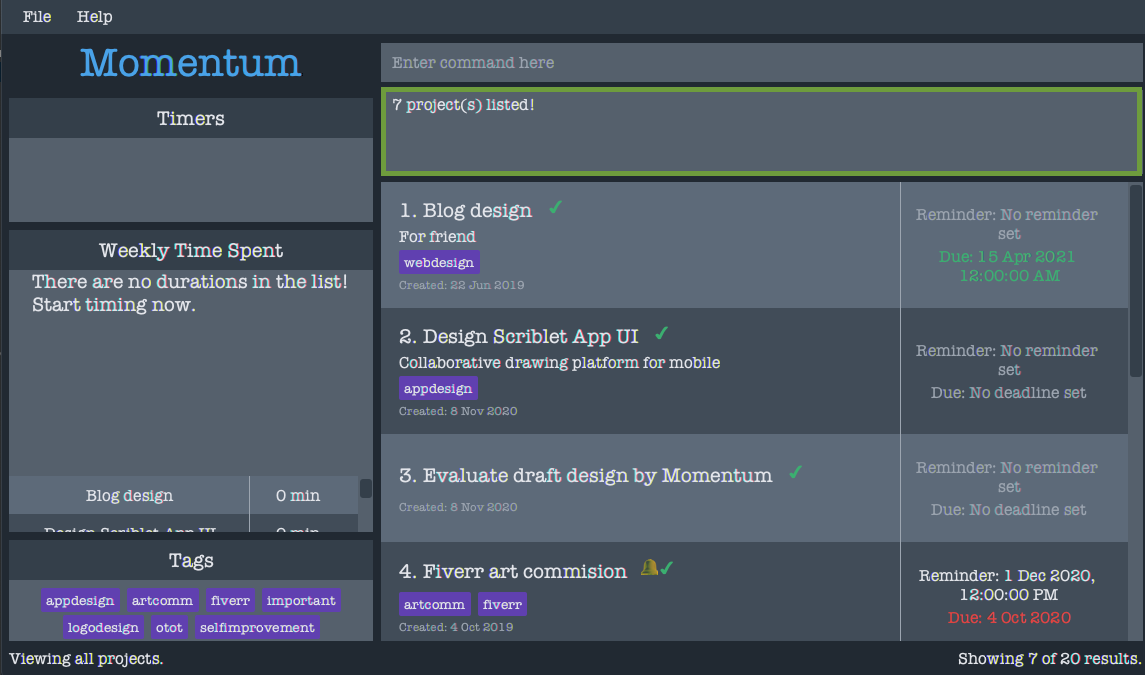 File Help
Momentum
Timers
Weekly Time Spent
There are no durations in the list!
Start timing now.
Blog design 0 min
Design Scriblet App UI 0 min
Tags
appdesign artcomm fiverr important
logodesign otot selfimprovement
Enter command here
7 project(s) listed!
1. Blog design
For friend
webdesign
Created: 22 Jun 2019
Reminder: No reminder
set
Due: 15 Apr 2021
12:00:00 AM
2. Design Scriblet App UI
Collaborative drawing platform for mobile
appdesign
Created: 8 Nov 2020
Reminder: No reminder
set
Due: No deadline set
3. Evaluate draft design by Momentum
Created: 8 Nov 2020
Reminder: No reminder
set
Due: No deadline set
4. Fiverr art commision
artcomm fiverr
Created: 4 Oct 2019
Reminder: 1 Dec 2020,
12:00:00 PM
Due: 4 Oct 2020
Viewing all projects.
Showing 7 of 20 results.